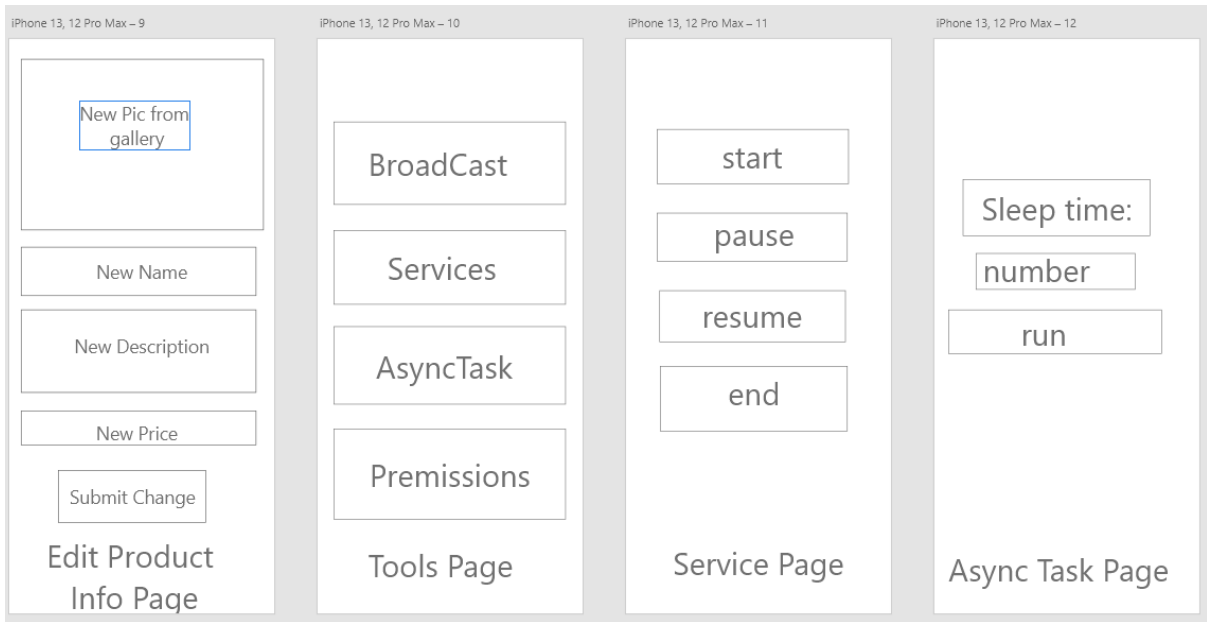 iPhone 13, 12 Pro Max – 9
New Pic from
gallery
New Name
New Description
New Price
Submit Change
Edit Product
Info Page
iPhone 13, 12 Pro Max – 10
BroadCast
Services
AsyncTask
Premissions
Tools Page
iPhone 13, 12 Pro Max – 11
start
pause
resume
end
Service Page
iPhone 13, 12 Pro Max – 12
Sleep time:
number
run
Async Task Page